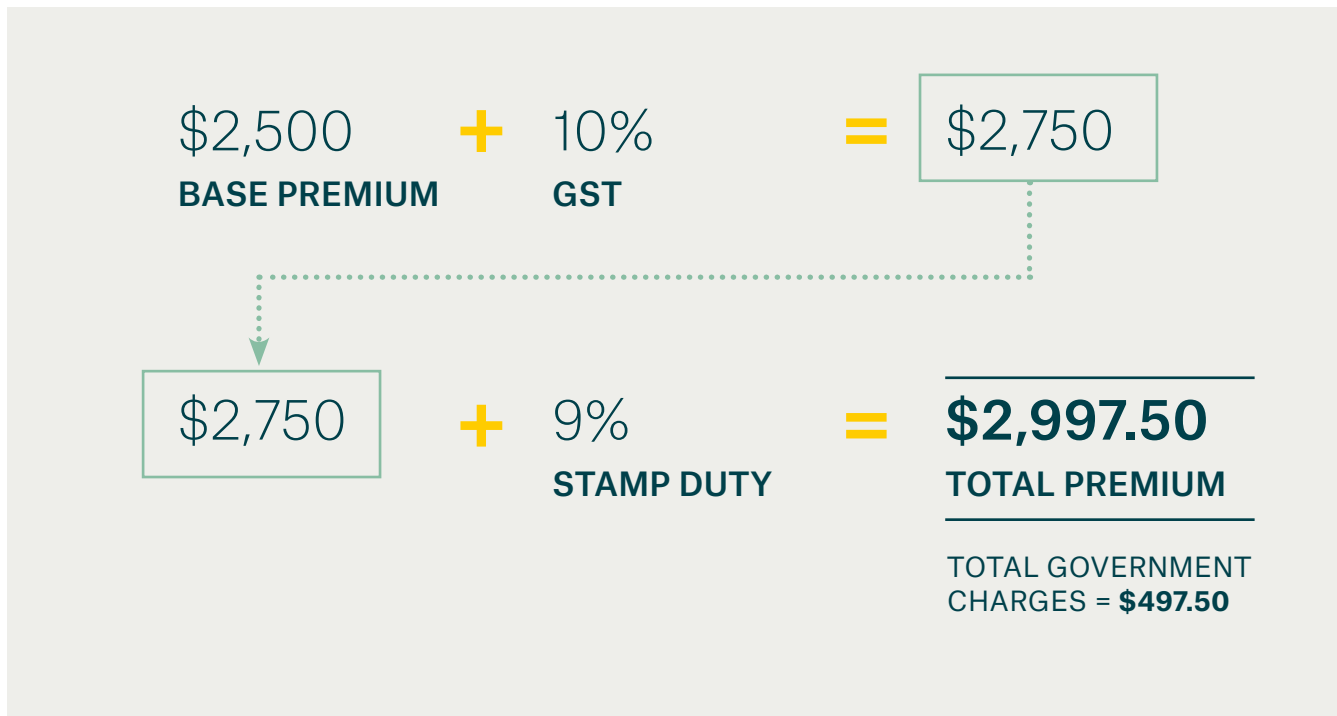 $2,500 + 10% = $2,750
BASE PREMIUM GST
$2,750 + 9% = $2,997.50
STAMP DUTY TOTAL PREMIUM
TOTAL GOVERNMENT
CHARGES = $497.50